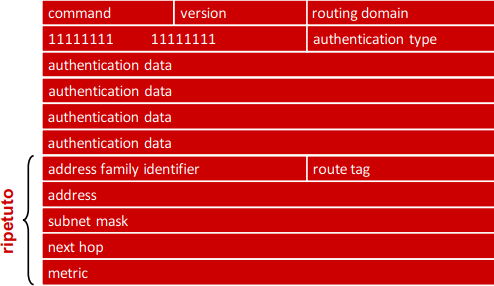 command version routing domain
11111111 11111111 authentication type
authentication data
authentication data
authentication data
authentication data
address family identifier route tag
address
subnet mask
next hop
metric
ripetuto